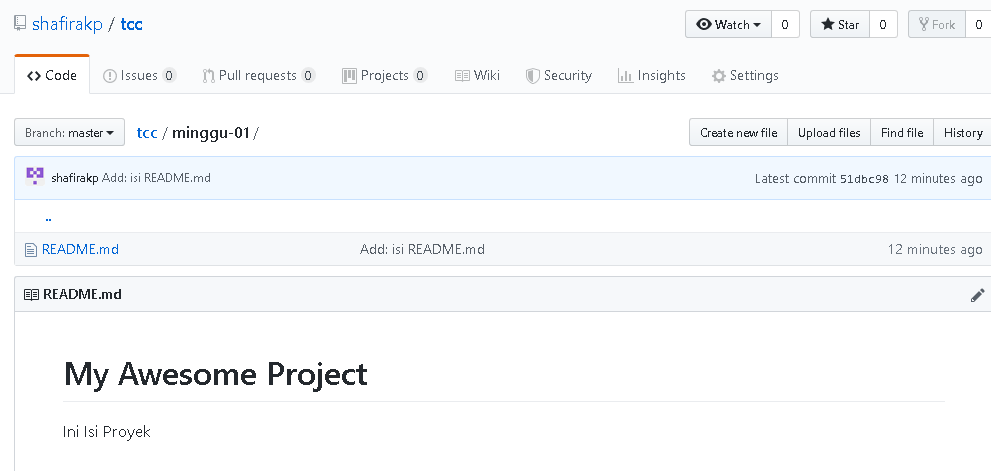 shafirakp / tcc
Watch 0 Star 0 Fork 0
Code Issues 0 Pull requests 0 Projects 0 Wiki Security Insights Settings
Branch: master tcc / minggu-01 / Create new file Upload files Find file History
shafirakp Add: isi README.md Latest commit 51dbc98 12 minutes ago
..
README.md Add: isi README.md 12 minutes ago
README.md
My Awesome Project
Ini Isi Proyek